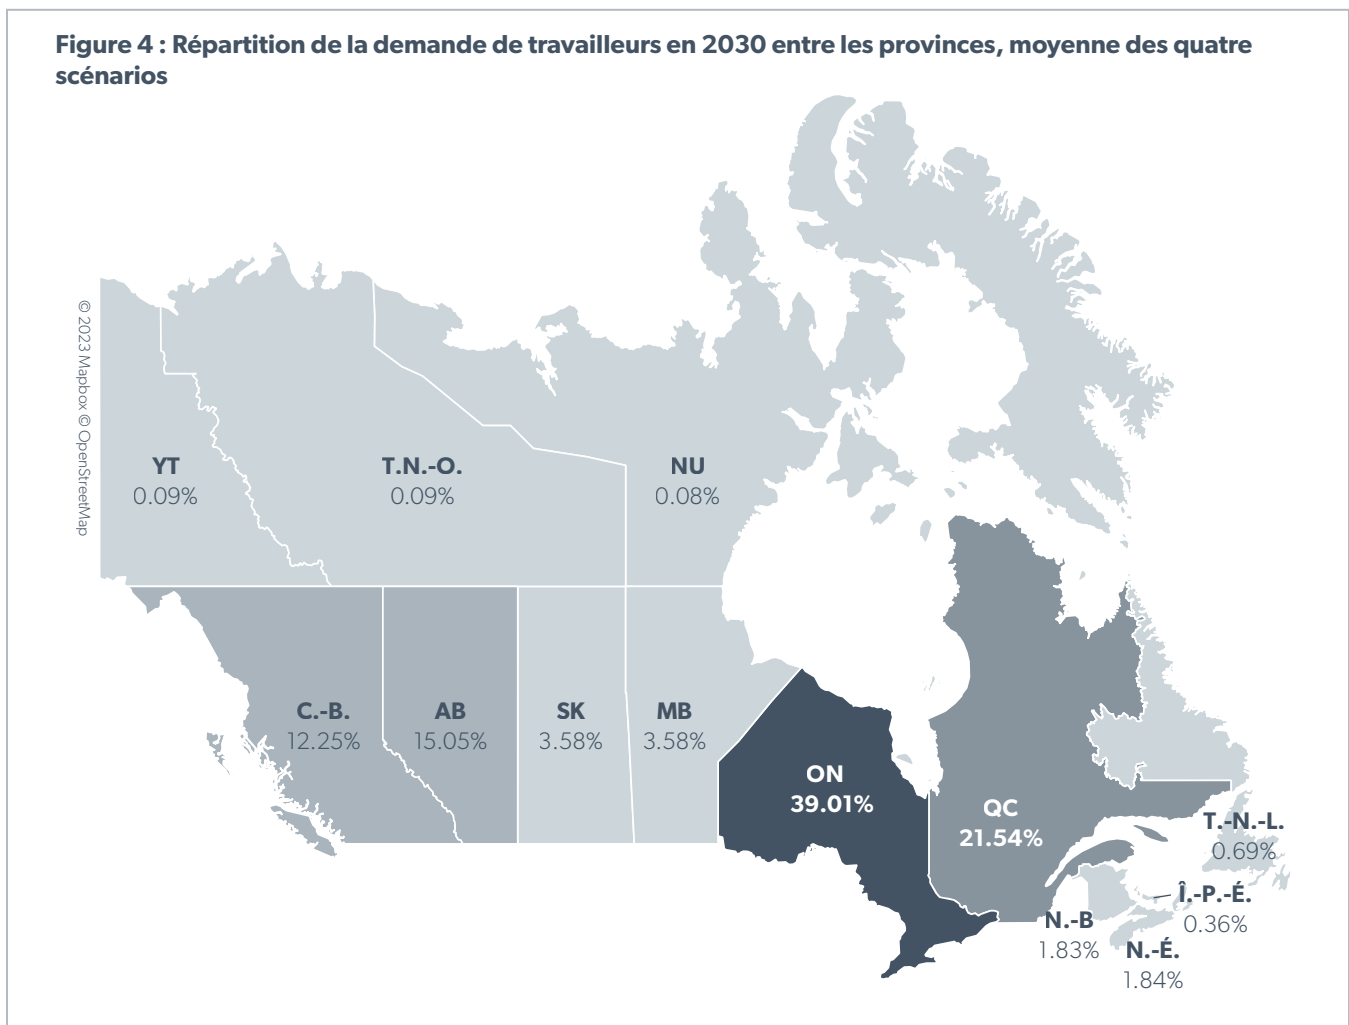 Figure 4 : Répartition de la demande de travailleurs en 2030 entre les provinces, moyenne des quatre
scénarios
© 2023 Mapbox © OpenStreetMap
YT
0.09%
T.N.-O.
0.09%
NU
0.08%
C.-B.
12.25%
AB
15.05%
SK
3.58%
MB
3.58%
ON
39.01%
QC
21.54%
T.-N.-L.
0.69%
Î.-P.-É.
0.36%
N.-B
1.83%
N.-É.
1.84%